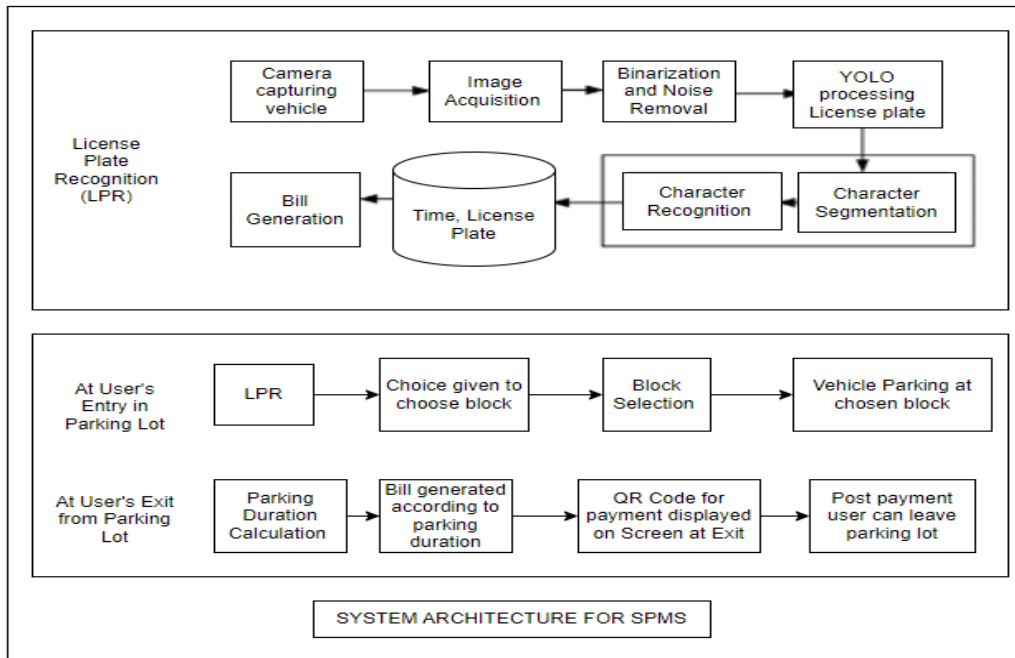 Camera
capturing
vehicle
Image
Acquisition
Binarization
and Noise
Removal
YOLO
processing
License plate
License
Plate
Recognition
(LPR)
Bill
Generation
Time, License
Plate
Character
Recognition
Character
Segmentation
At User's
Entry in
Parking Lot
LPR
Choice given to
choose block
Block
Selection
Vehicle Parking at
chosen block
At User's Exit
from Parking
Lot
Parking
Duration
Calculation
Bill generated
according to
parking
duration
QR Code for
payment displayed
on Screen at Exit
Post payment
user can leave
parking lot
SYSTEM ARCHITECTURE FOR SPMS